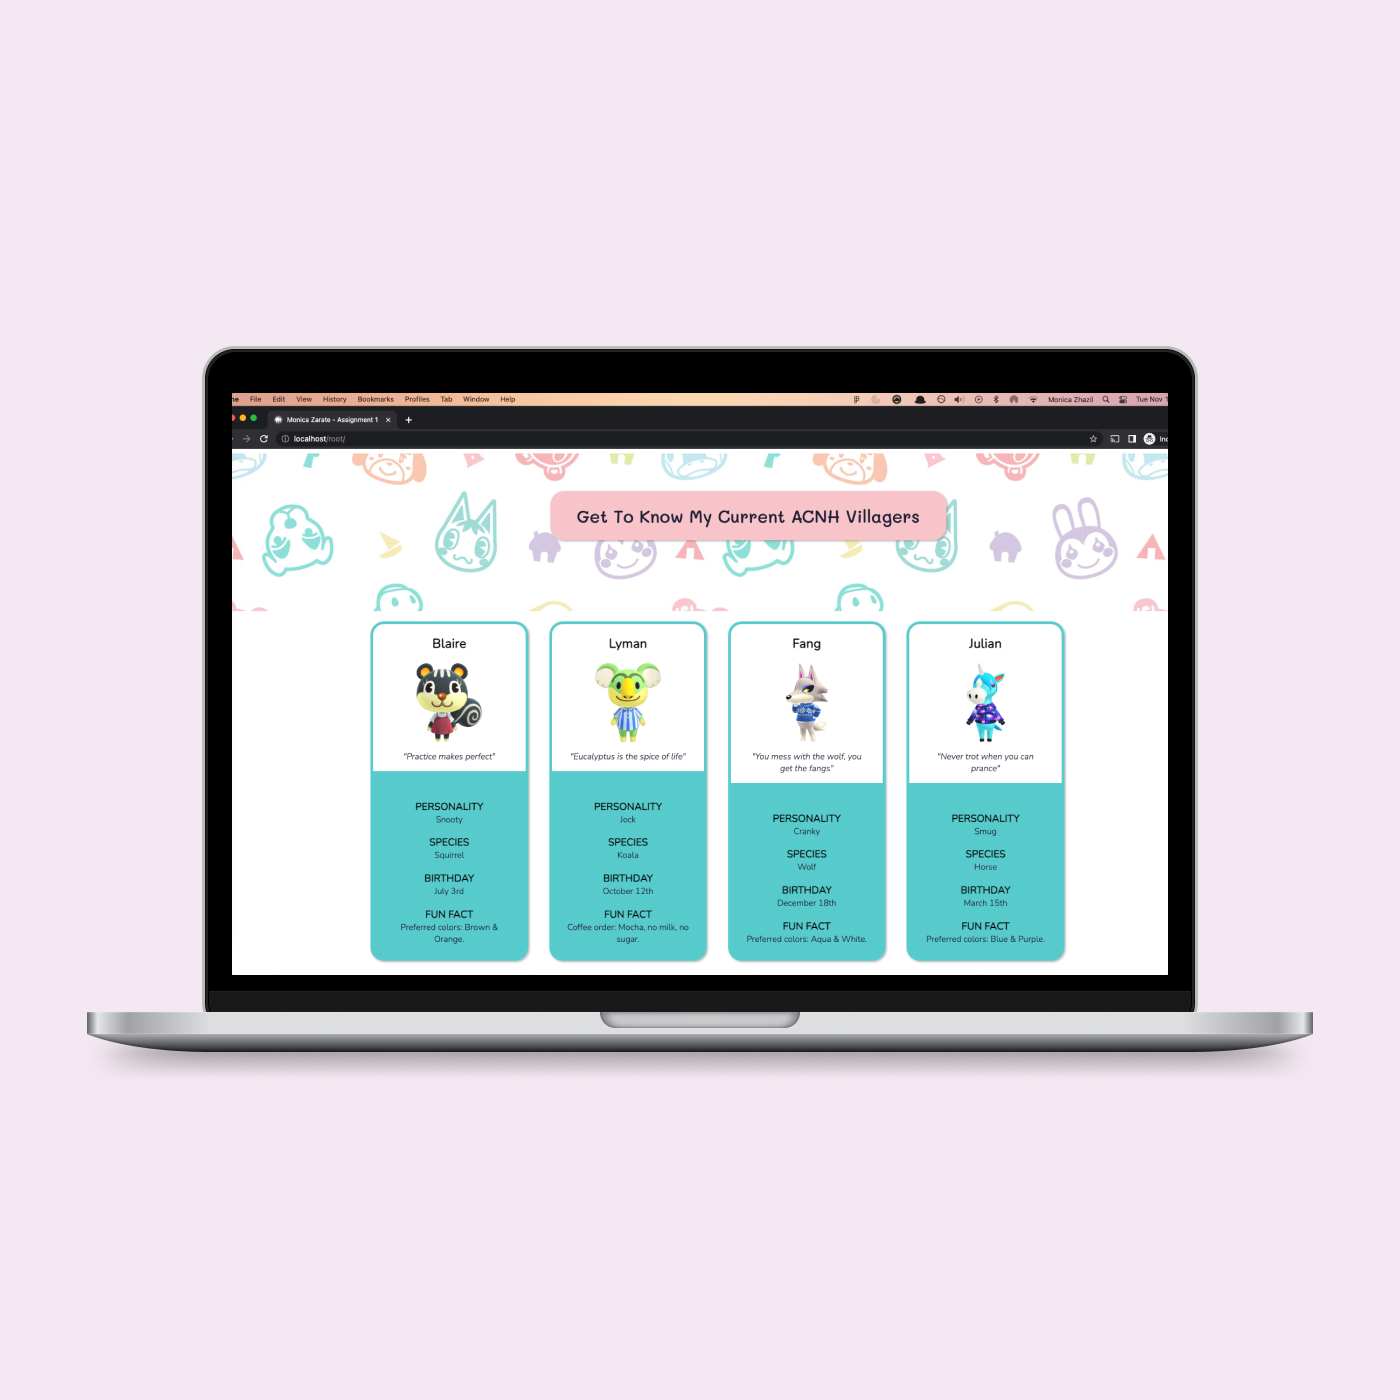 File Edit View History Bookmarks Profiles Tab Window Help Monica Zhazil Tue Nov 1
Monica Zarate - Assignment 1
localhost/root/
Get To Know My Current ACNH Villagers
Blaire
"Practice makes perfect"
PERSONALITY
Snooty
SPECIES
Squirrel
BIRTHDAY
July 3rd
FUN FACT
Preferred colors: Brown &
Orange.
Lyman
"Eucalyptus is the spice of life"
PERSONALITY
Jock
SPECIES
Koala
BIRTHDAY
October 12th
FUN FACT
Coffee order: Mocha, no milk, no
sugar.
Fang
"You mess with the wolf, you
get the fangs"
PERSONALITY
Cranky
SPECIES
Wolf
BIRTHDAY
December 18th
FUN FACT
Preferred colors: Aqua & White.
Julian
"Never trot when you can
prance"
PERSONALITY
Smug
SPECIES
Horse
BIRTHDAY
March 15th
FUN FACT
Preferred colors: Blue & Purple.